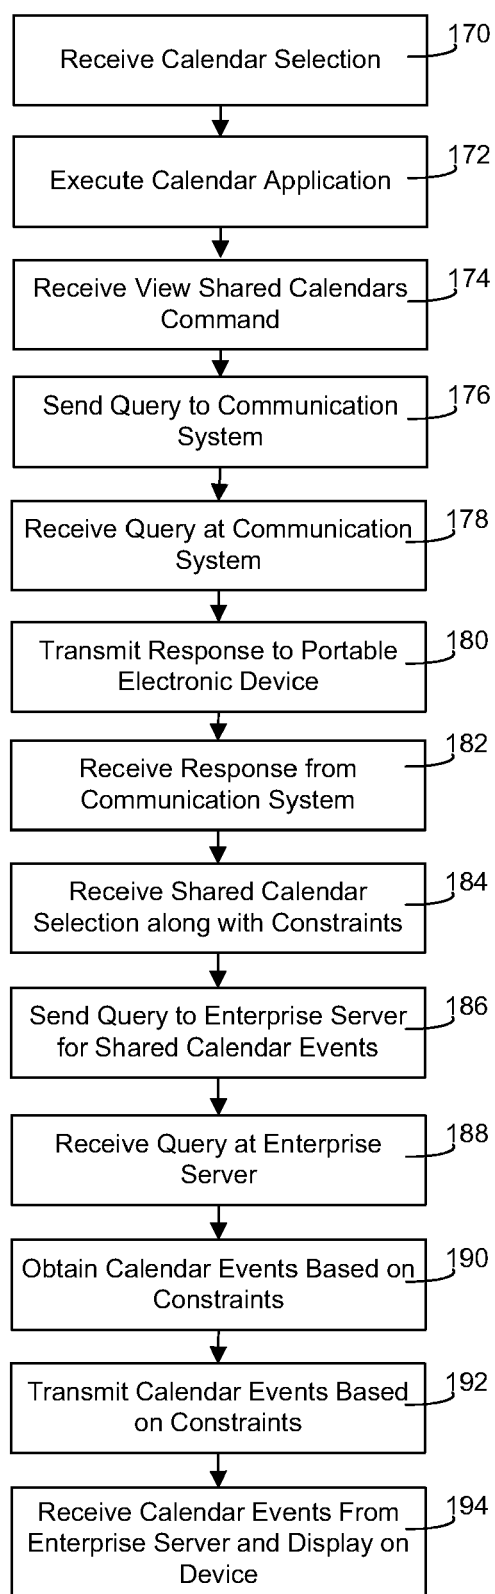 170
Receive Calendar Selection
172
Execute Calendar Application
174
Receive View Shared Calendars
Command
176
Send Query to Communication
System
178
Receive Query at Communication
System
180
Transmit Response to Portable
Electronic Device
182
Receive Response from
Communication System
184
Receive Shared Calendar
Selection along with Constraints
186
Send Query to Enterprise Server
for Shared Calendar Events
188
Receive Query at Enterprise
Server
190
Obtain Calendar Events Based on
Constraints
192
Transmit Calendar Events Based
on Constraints
194
Receive Calendar Events From
Enterprise Server and Display on
Device